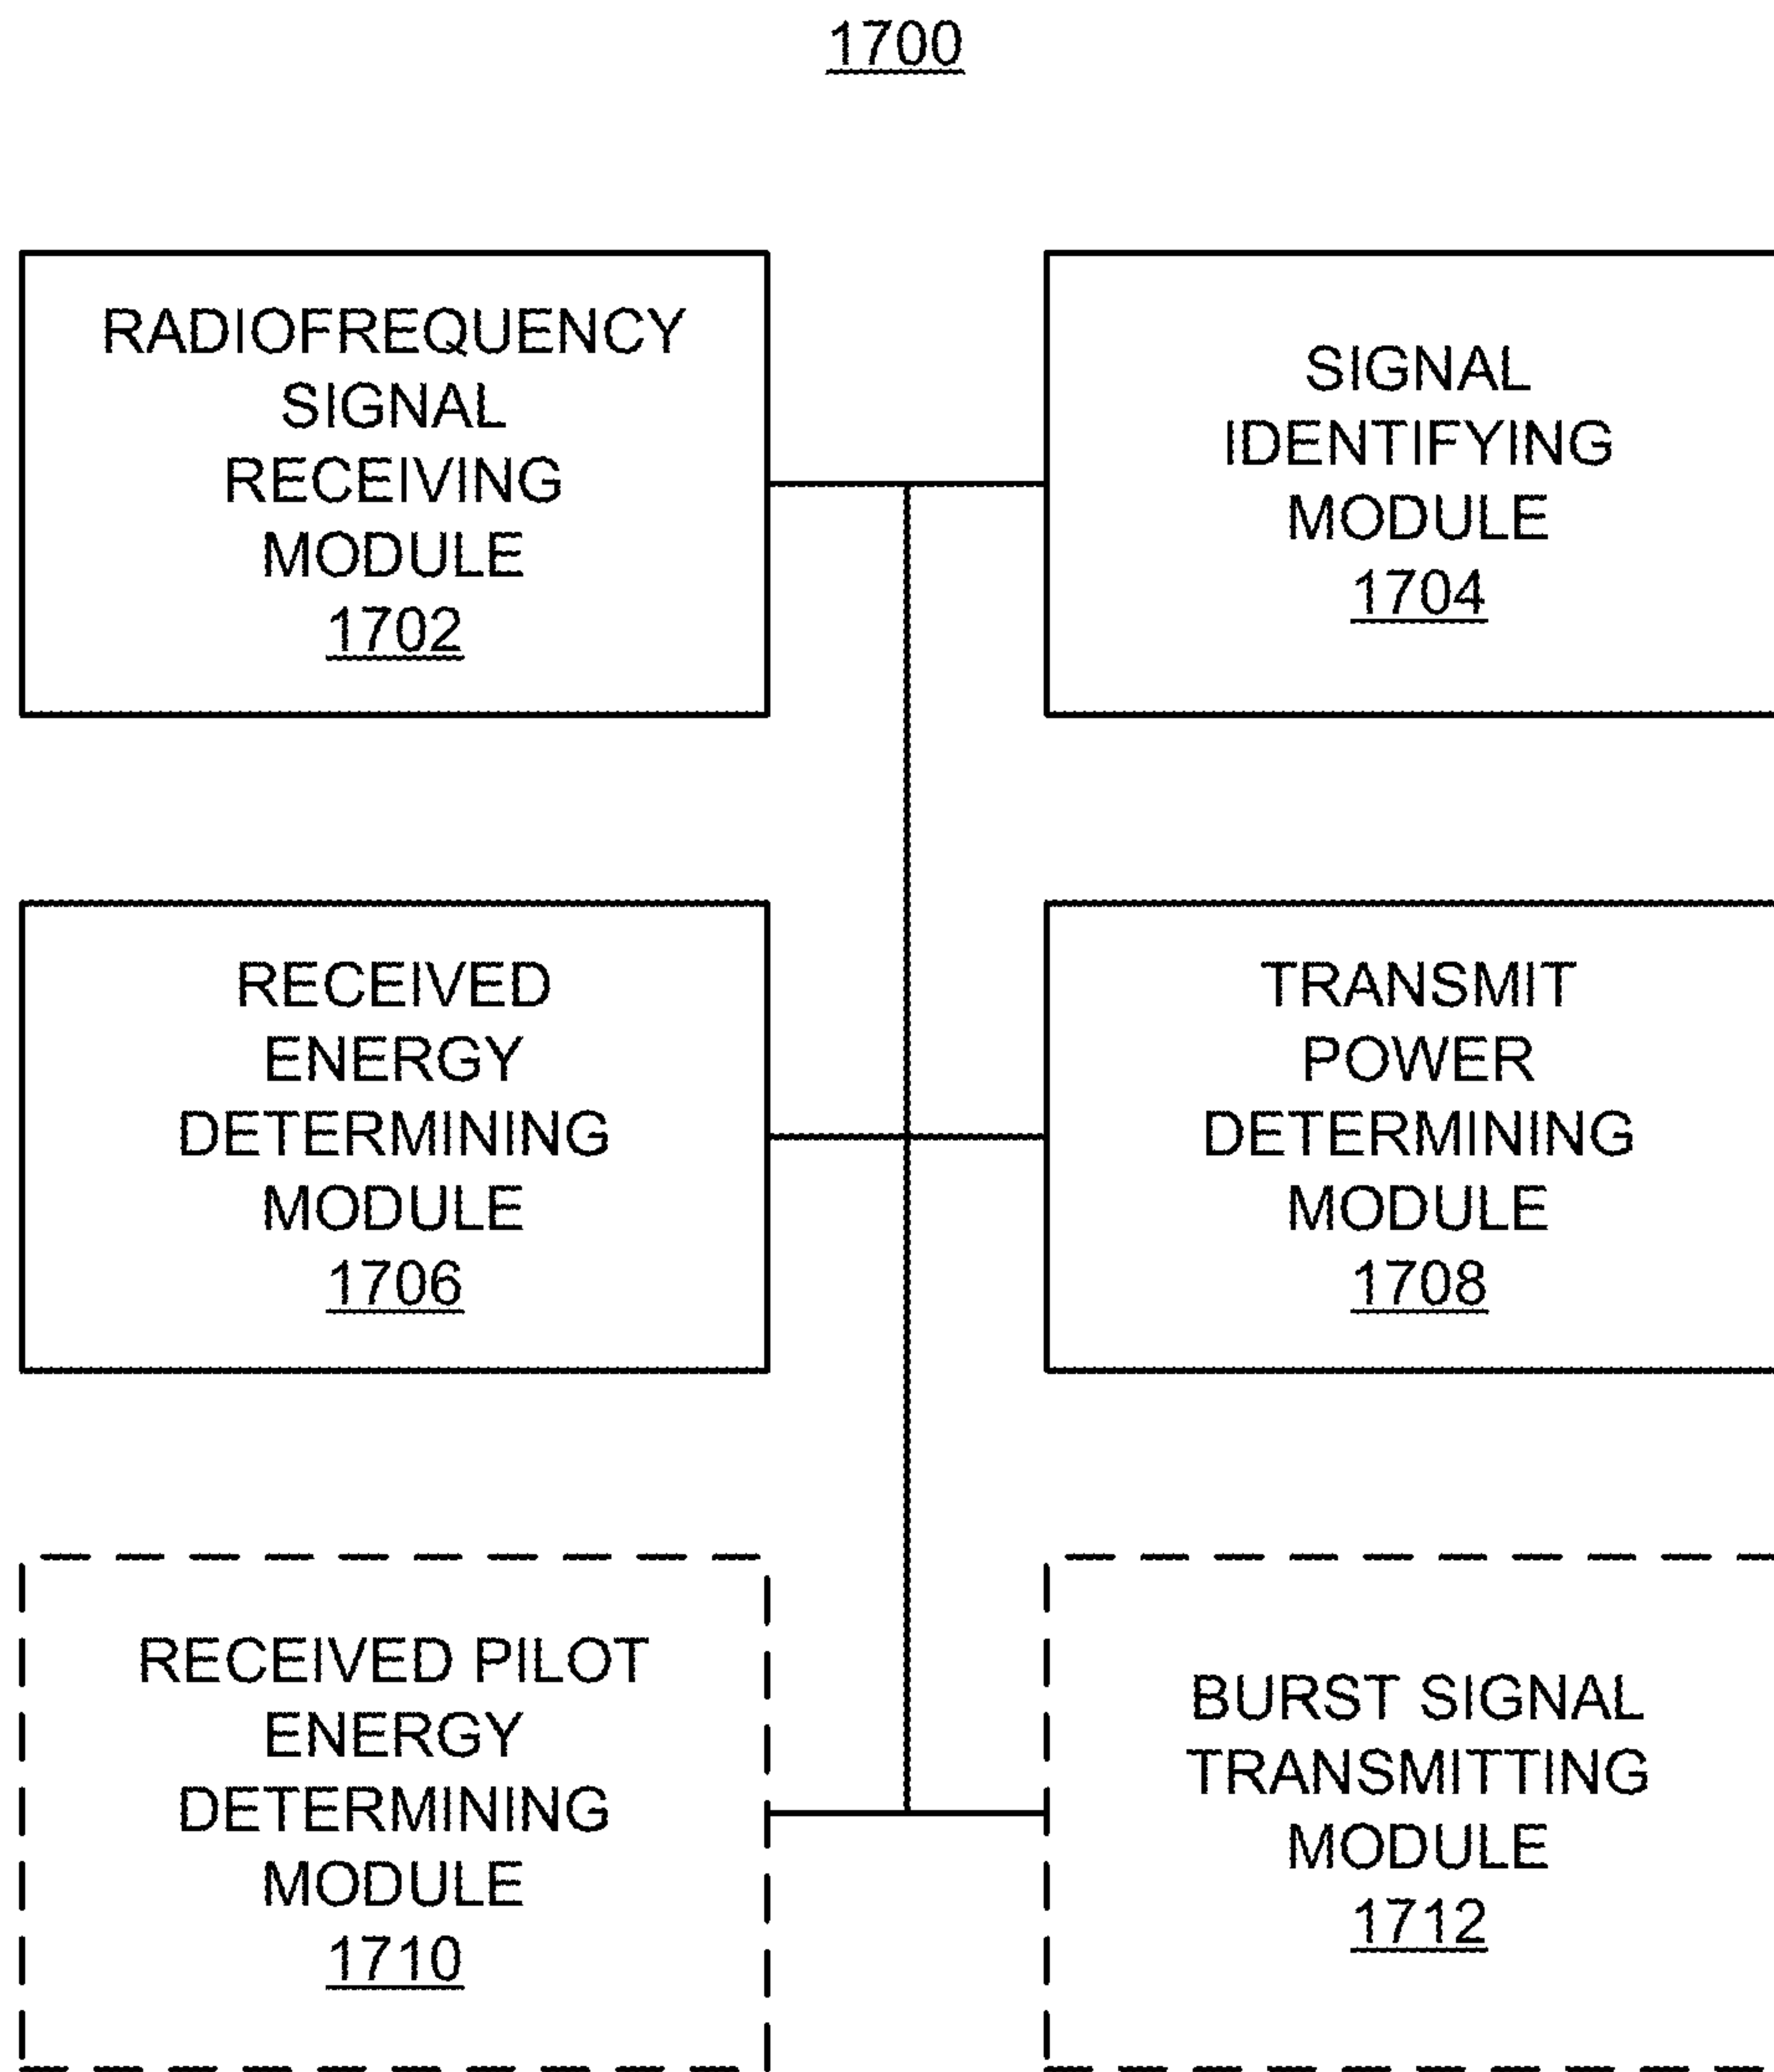 1700
RADIOFREQUENCY
SIGNAL
RECEIVING
MODULE
1702
SIGNAL
IDENTIFYING
MODULE
1704
RECEIVED
ENERGY
DETERMINING
MODULE
1706
TRANSMIT
POWER
DETERMINING
MODULE
1708
RECEIVED PILOT
ENERGY
DETERMINING
MODULE
1710
BURST SIGNAL
TRANSMITTING
MODULE
1712